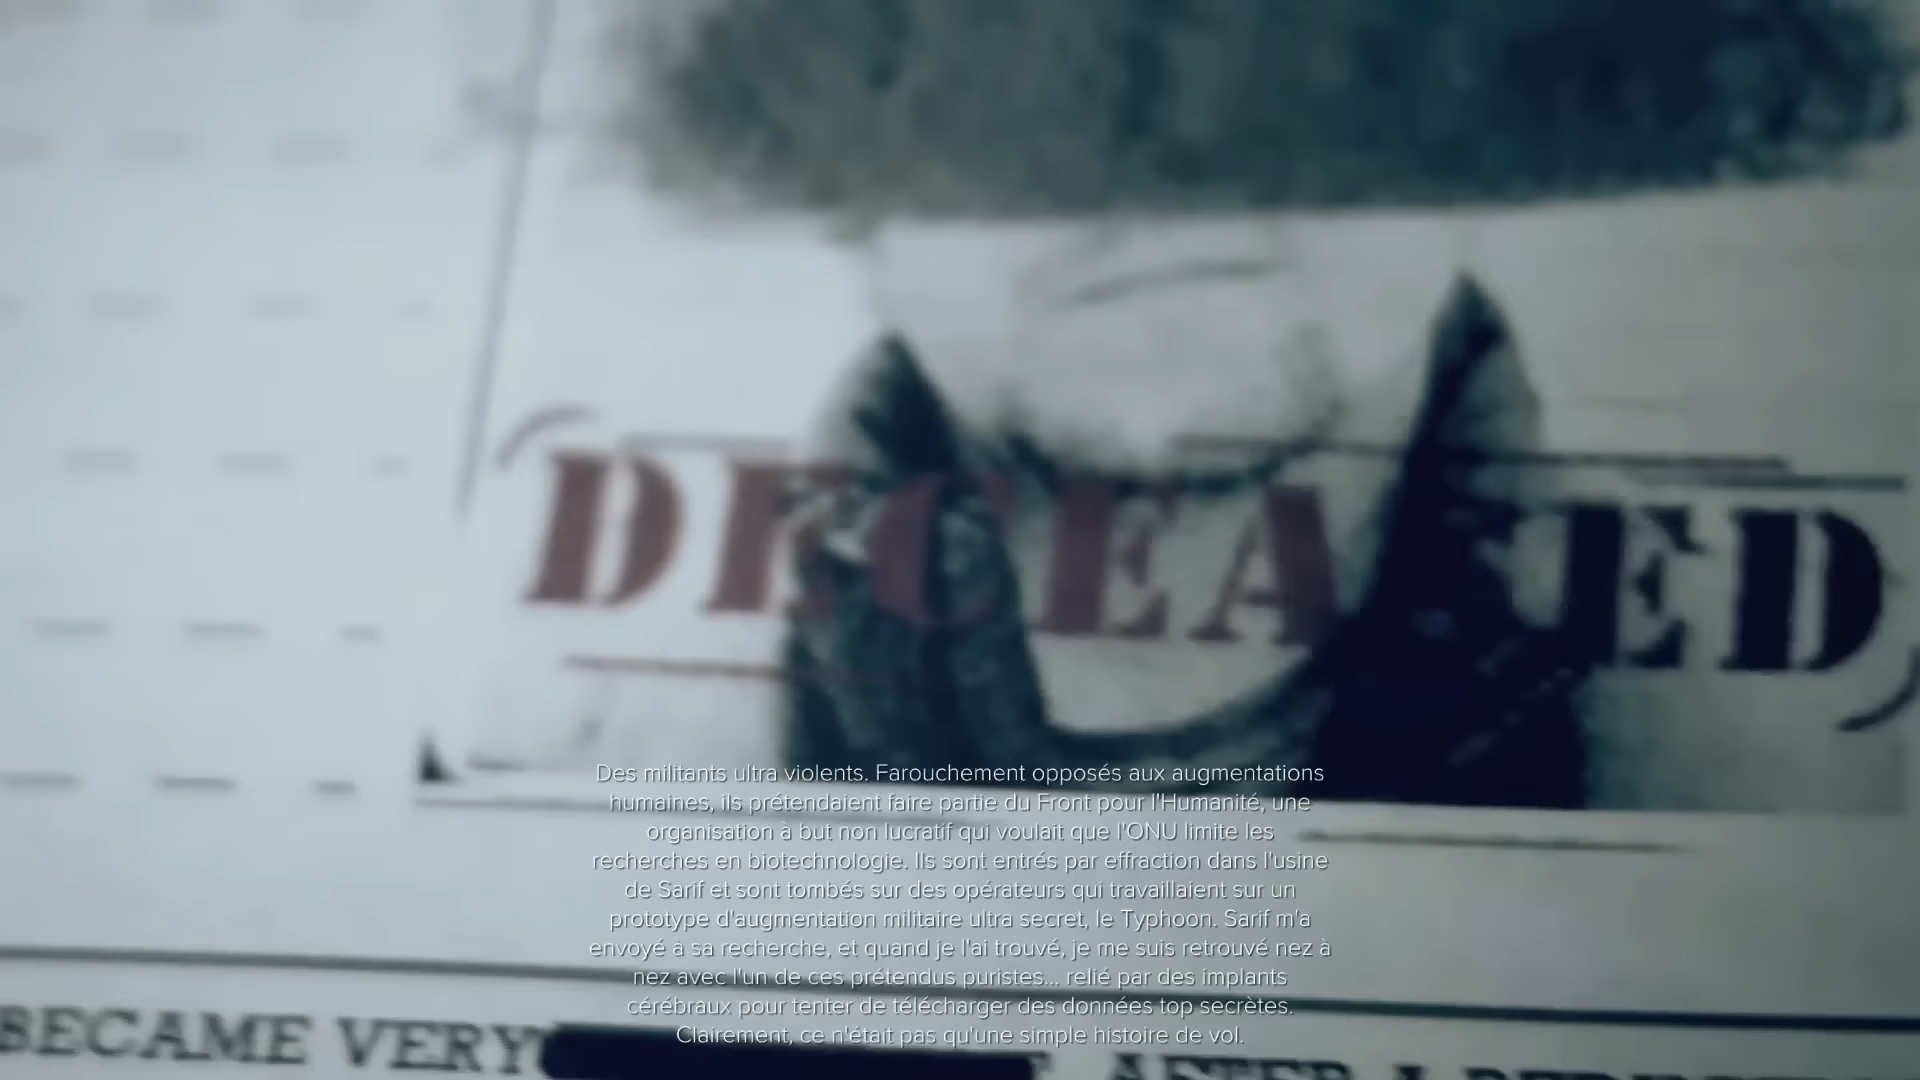 DECEASED
Des militants ultra violents. Farouchement opposés aux augmentations
humaines, ils prétendaient faire partie du Front pour l'Humanité, une
organisation à but non lucratif qui voulait que l'ONU limite les
recherches en biotechnologie. Ils sont entrés par effraction dans l'usine
de Sarif et sont tombés sur des opérateurs qui travaillaient sur un
prototype d'augmentation militaire ultra secret, le Typhoon. Sarif m'a
envoyé à sa recherche, et quand je l'ai trouvé, je me suis retrouvé nez à
nez avec l'un de ces prétendus puristes... relié par des implants
cérébraux pour tenter de télécharger des données top secrètes.
Clairement, ce n'était pas qu'une simple histoire de vol.
BECAME VERY AFTER A